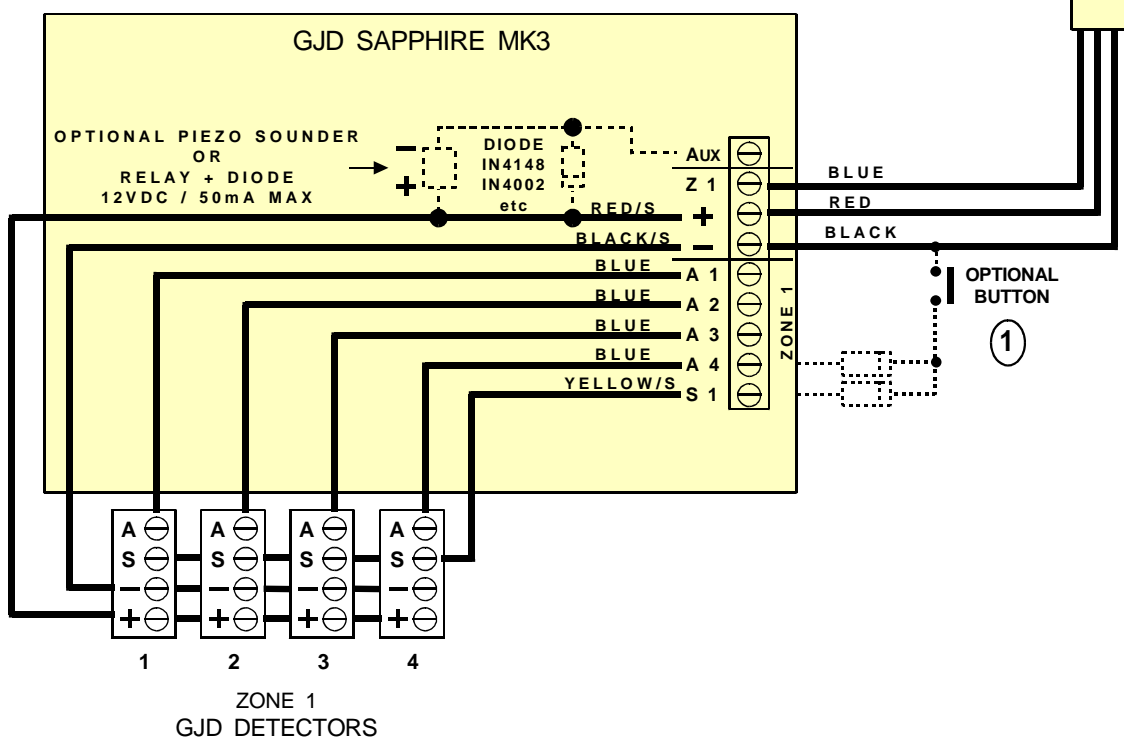 GJD SAPPHIRE MK3
OPTIONAL PIEZO SOUNDER
OR
RELAY + DIODE
12VDC / 50mA MAX
−
+
DIODE
IN4148
IN4002
etc
AUX
Z 1
+
−
A 1
A 2
A 3
A 4
S 1
ZONE 1
RED/S
BLACK/S
BLUE
BLUE
BLUE
BLUE
YELLOW/S
BLUE
RED
BLACK
OPTIONAL
BUTTON
1
A
S
−
+
A
S
−
+
A
S
−
+
A
S
−
+
1 2 3 4
ZONE 1
GJD DETECTORS